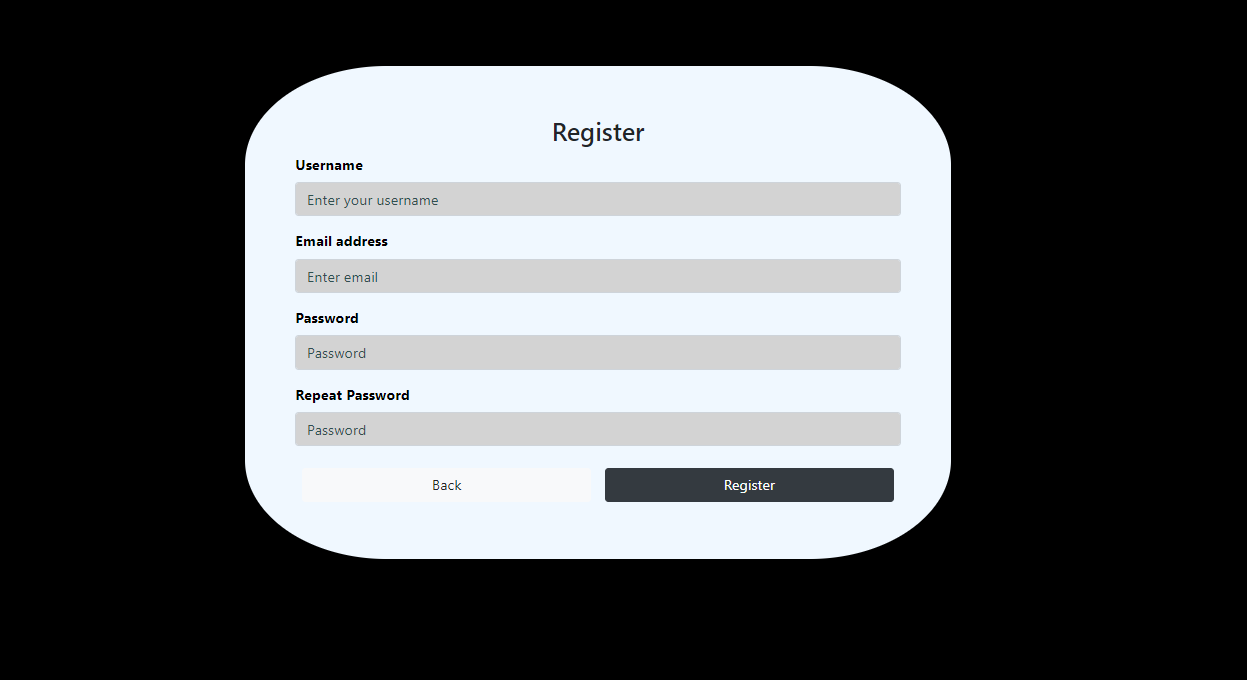 Register
Username
Enter your username
Email address
Enter email
Password
Password
Repeat Password
Password
Back Register